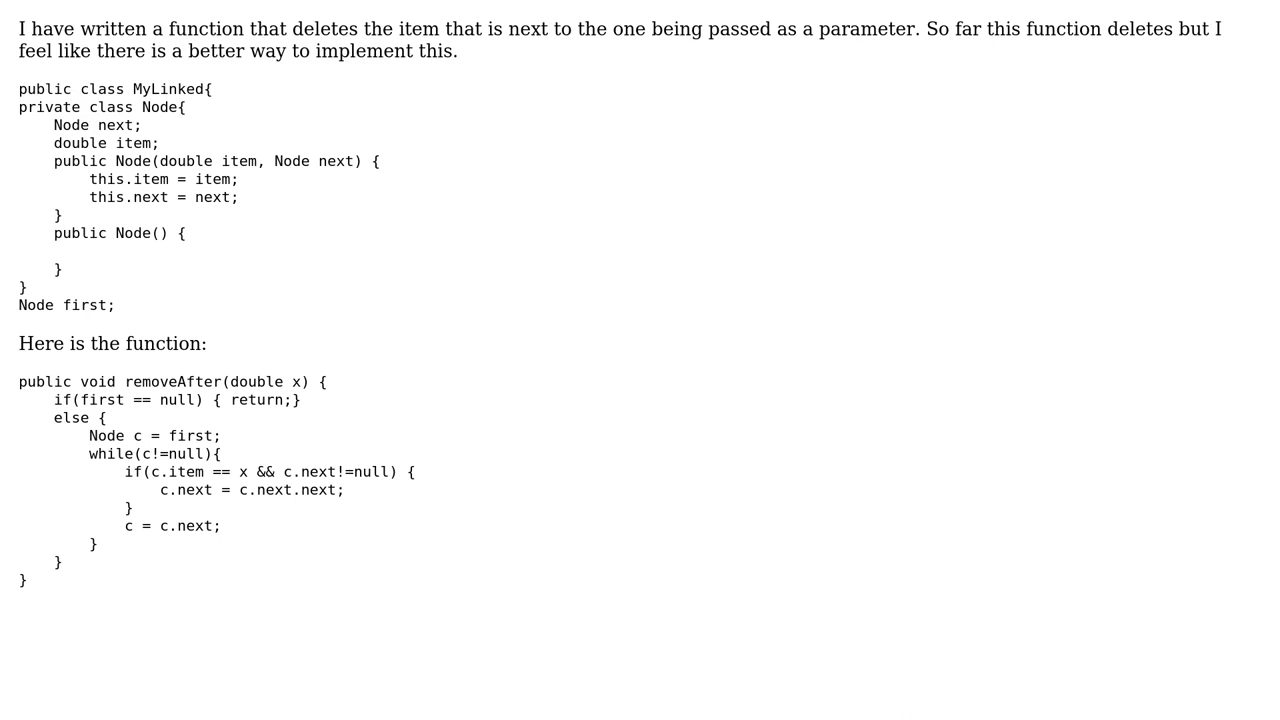 I have written a function that deletes the item that is next to the one being passed as a parameter. So far this function deletes but I
feel like there is a better way to implement this.
public class MyLinked{
private class Node{
    Node next;
    double item;
    public Node(double item, Node next) {
        this.item = item;
        this.next = next;
    }
    public Node() {
    }
}
Node first;
Here is the function:
public void removeAfter(double x) {
    if(first == null) { return;}
    else {
        Node c = first;
        while(c!=null){
            if(c.item == x && c.next!=null) {
                c.next = c.next.next;
            }
            c = c.next;
        }
    }
}